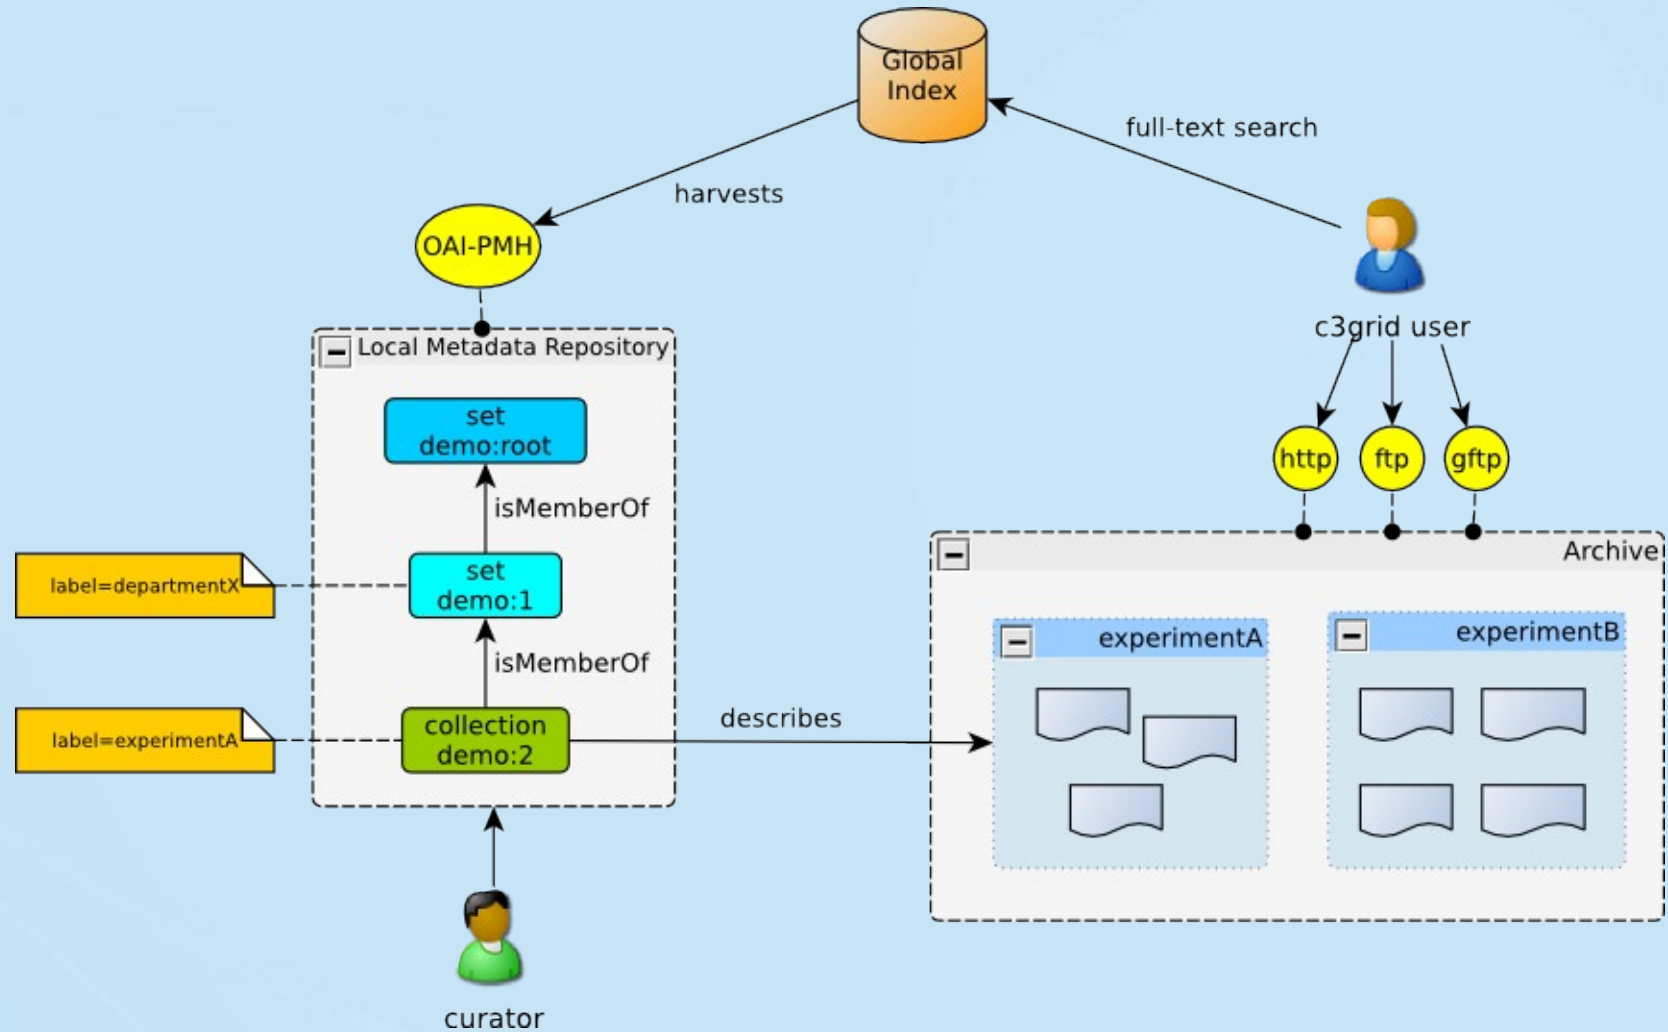 Global
Index
full-text search
harvests
OAI-PMH
c3grid user
Local Metadata Repository
set
demo:root
http
ftp
gftp
isMemberOf
Archive
label=departmentX
set
demo:1
experimentA
experimentB
isMemberOf
label=experimentA
collection
demo:2
describes
curator